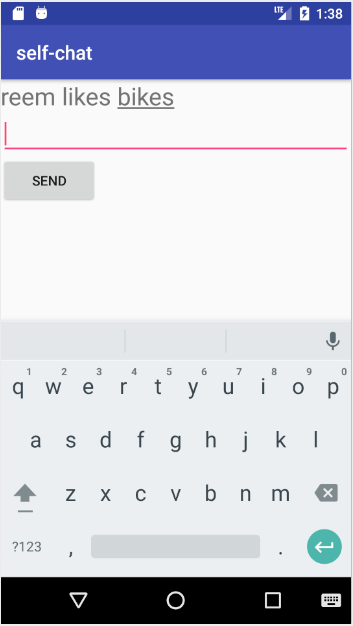 LTE 1:38
self-chat
reem likes bikes
SEND
1 2 3 4 5 6 7 8 9 0
q w e r t y u i o p
a s d f g h j k l
z x c v b n m
?123 , .